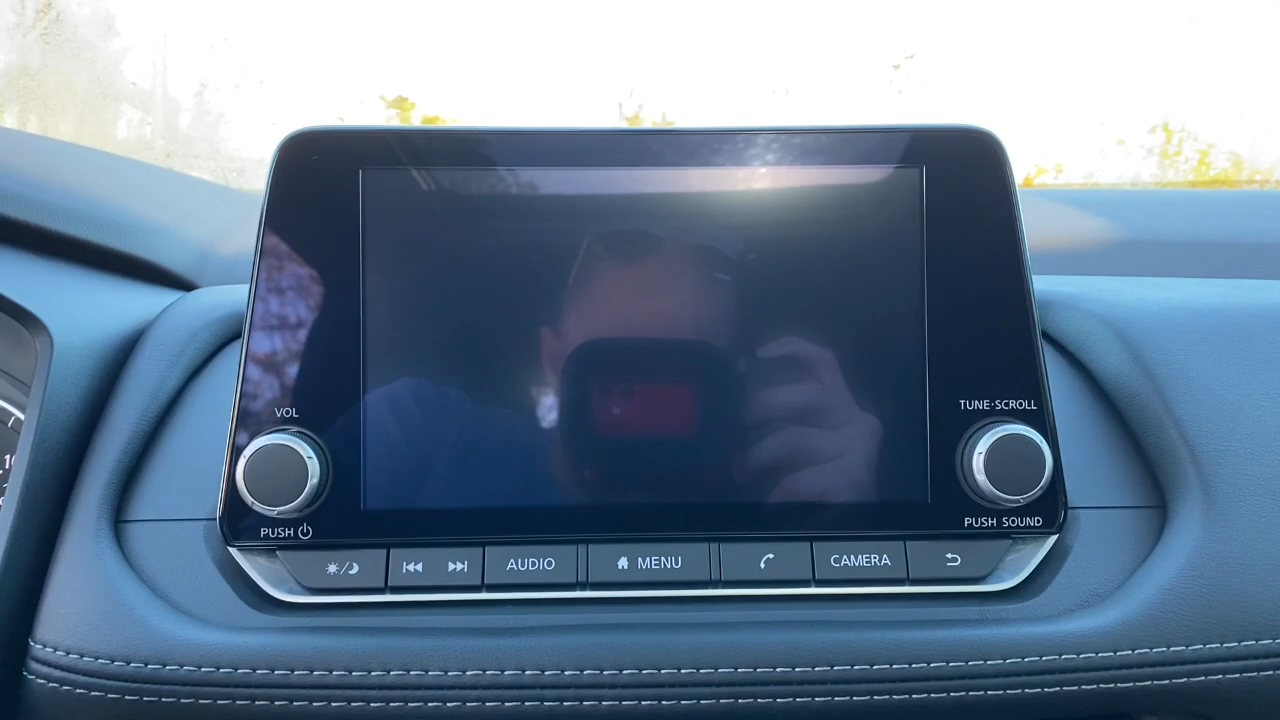 VOL
TUNE·SCROLL
PUSH
PUSH SOUND
AUDIO
MENU
CAMERA